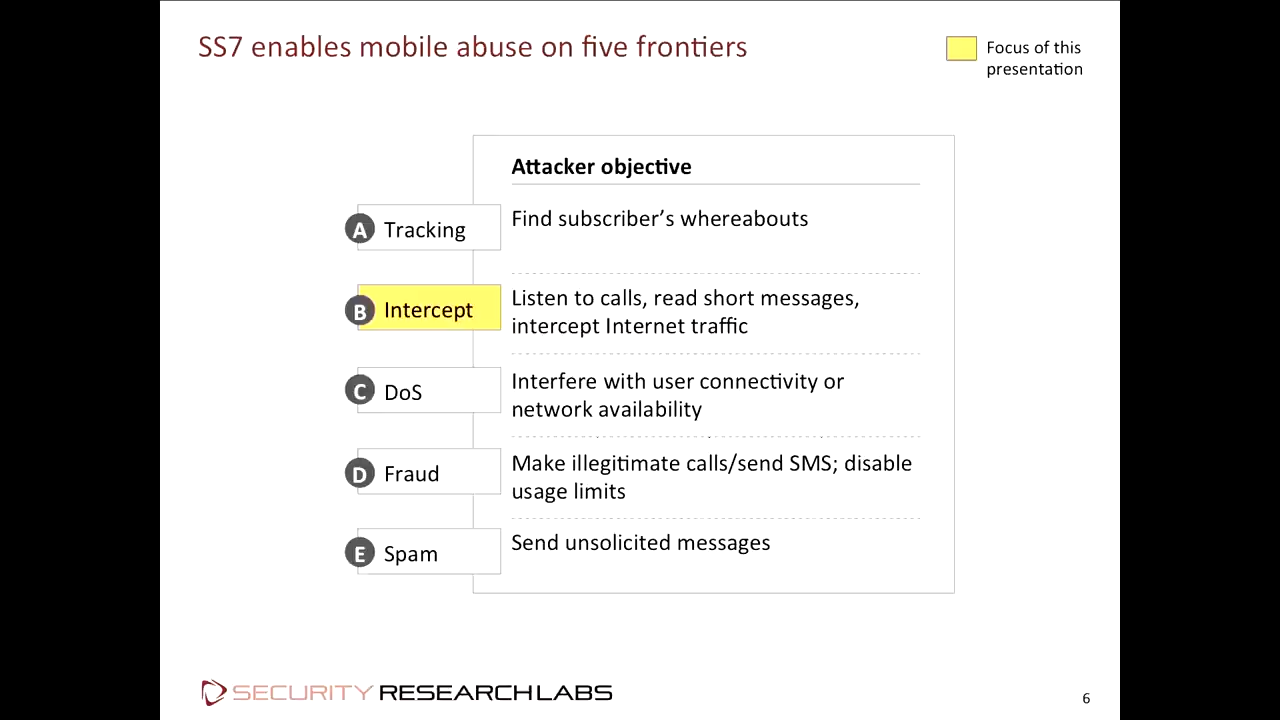 SS7 enables mobile abuse on five frontiers
Focus of this
presentation
Attacker objective
A Tracking
Find subscriber’s whereabouts
B Intercept
Listen to calls, read short messages,
intercept Internet traffic
C DoS
Interfere with user connectivity or
network availability
D Fraud
Make illegitimate calls/send SMS; disable
usage limits
E Spam
Send unsolicited messages
SECURITY RESEARCH LABS
6